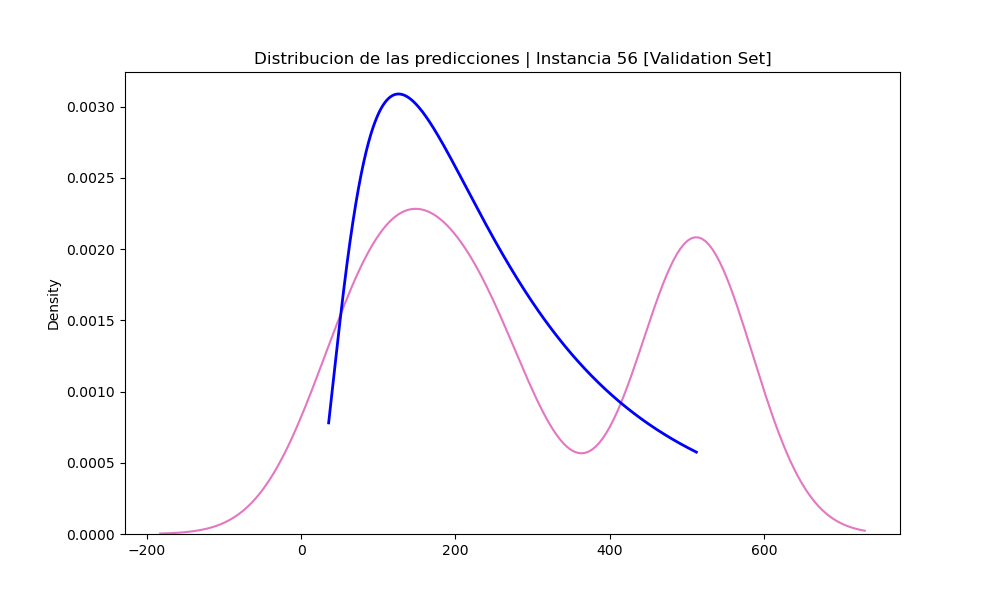 Distribucion de las predicciones | Instancia 56 [Validation Set]
Density
0.0030
0.0025
0.0020
0.0015
0.0010
0.0005
0.0000
−200 0 200 400 600